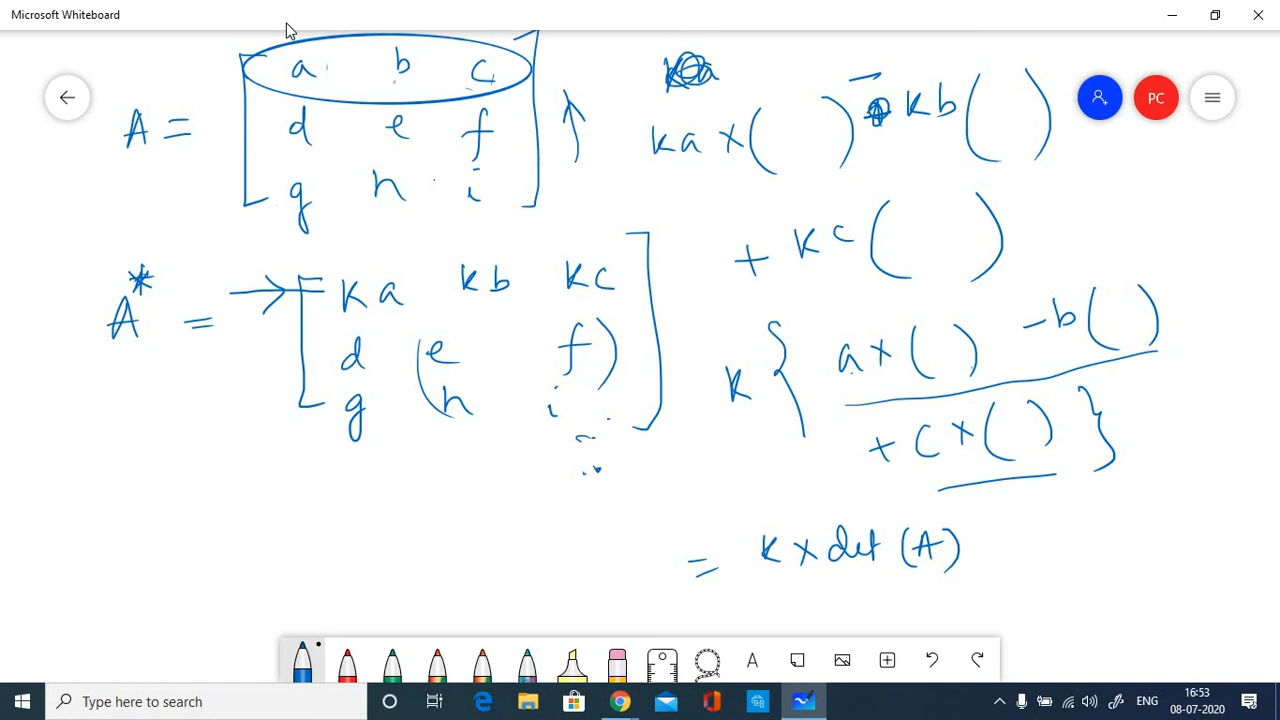 Microsoft Whiteboard
PC
a b c
A = d e f
g h i
ka x ( ) - kb ( )
+ kc ( )
A* = ka kb kc
d (e f)
g (h i
k { a x ( ) - b ( )
+ c x ( ) }
= k x det (A)
A
Type here to search
ENG
16:53
08-07-2020